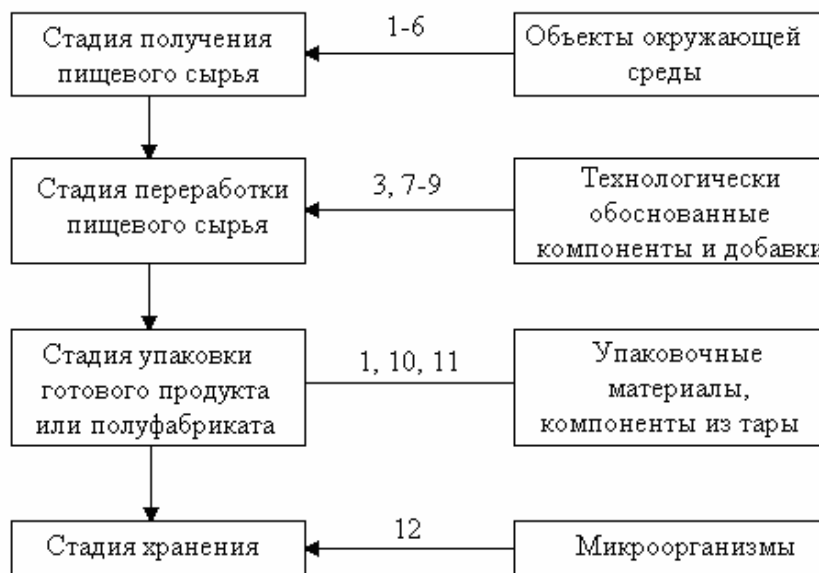 Стадия получения
пищевого сырья
1-6
Объекты окружающей
среды
Стадия переработки
пищевого сырья
3, 7-9
Технологически
обоснованные
компоненты и добавки
Стадия упаковки
готового продукта
или полуфабриката
1, 10, 11
Упаковочные
материалы,
компоненты из тары
Стадия хранения
12
Микроорганизмы